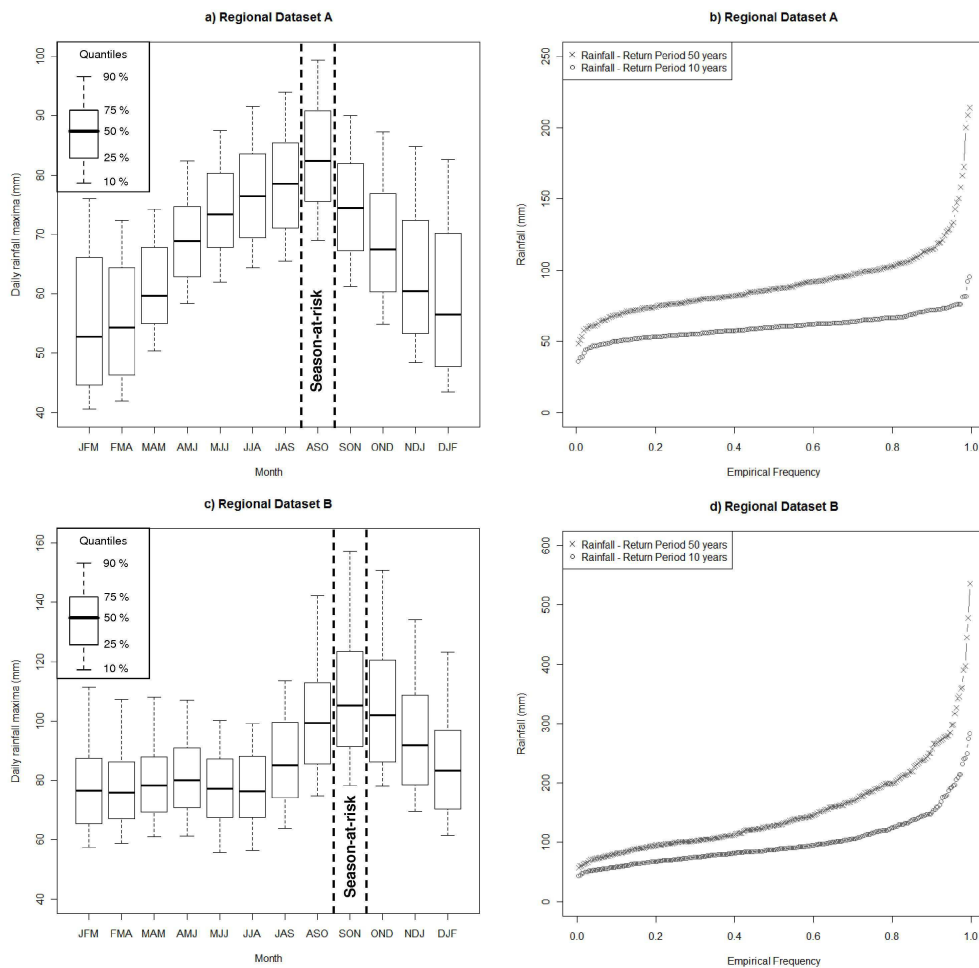 a) Regional Dataset A
Quantiles
90 %
75 %
50 %
25 %
10 %
Season-at-risk
Daily rainfall maxima (mm)
100
90
80
70
60
50
40
JFM FMA MAM AMJ MJJ JJA JAS ASO SON OND NDJ DJF
Month
b) Regional Dataset A
Rainfall - Return Period 50 years
Rainfall - Return Period 10 years
Rainfall (mm)
250
200
150
100
50
0
0.0 0.2 0.4 0.6 0.8 1.0
Empirical Frequency
c) Regional Dataset B
Quantiles
90 %
75 %
50 %
25 %
10 %
Season-at-risk
Daily rainfall maxima (mm)
160
140
120
100
80
60
40
JFM FMA MAM AMJ MJJ JJA JAS ASO SON OND NDJ DJF
Month
d) Regional Dataset B
Rainfall - Return Period 50 years
Rainfall - Return Period 10 years
Rainfall (mm)
600
500
400
300
200
100
0
0.0 0.2 0.4 0.6 0.8 1.0
Empirical Frequency